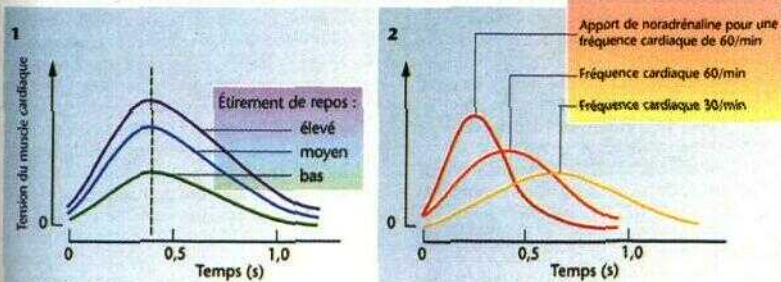 1
Tension du muscle cardiaque
Étirement de repos :
élevé
moyen
bas
0
0
0,5
1,0
Temps (s)
2
Apport de noradrénaline pour une
fréquence cardiaque de 60/min
Fréquence cardiaque 60/min
Fréquence cardiaque 30/min
0
0
0,5
1,0
Temps (s)